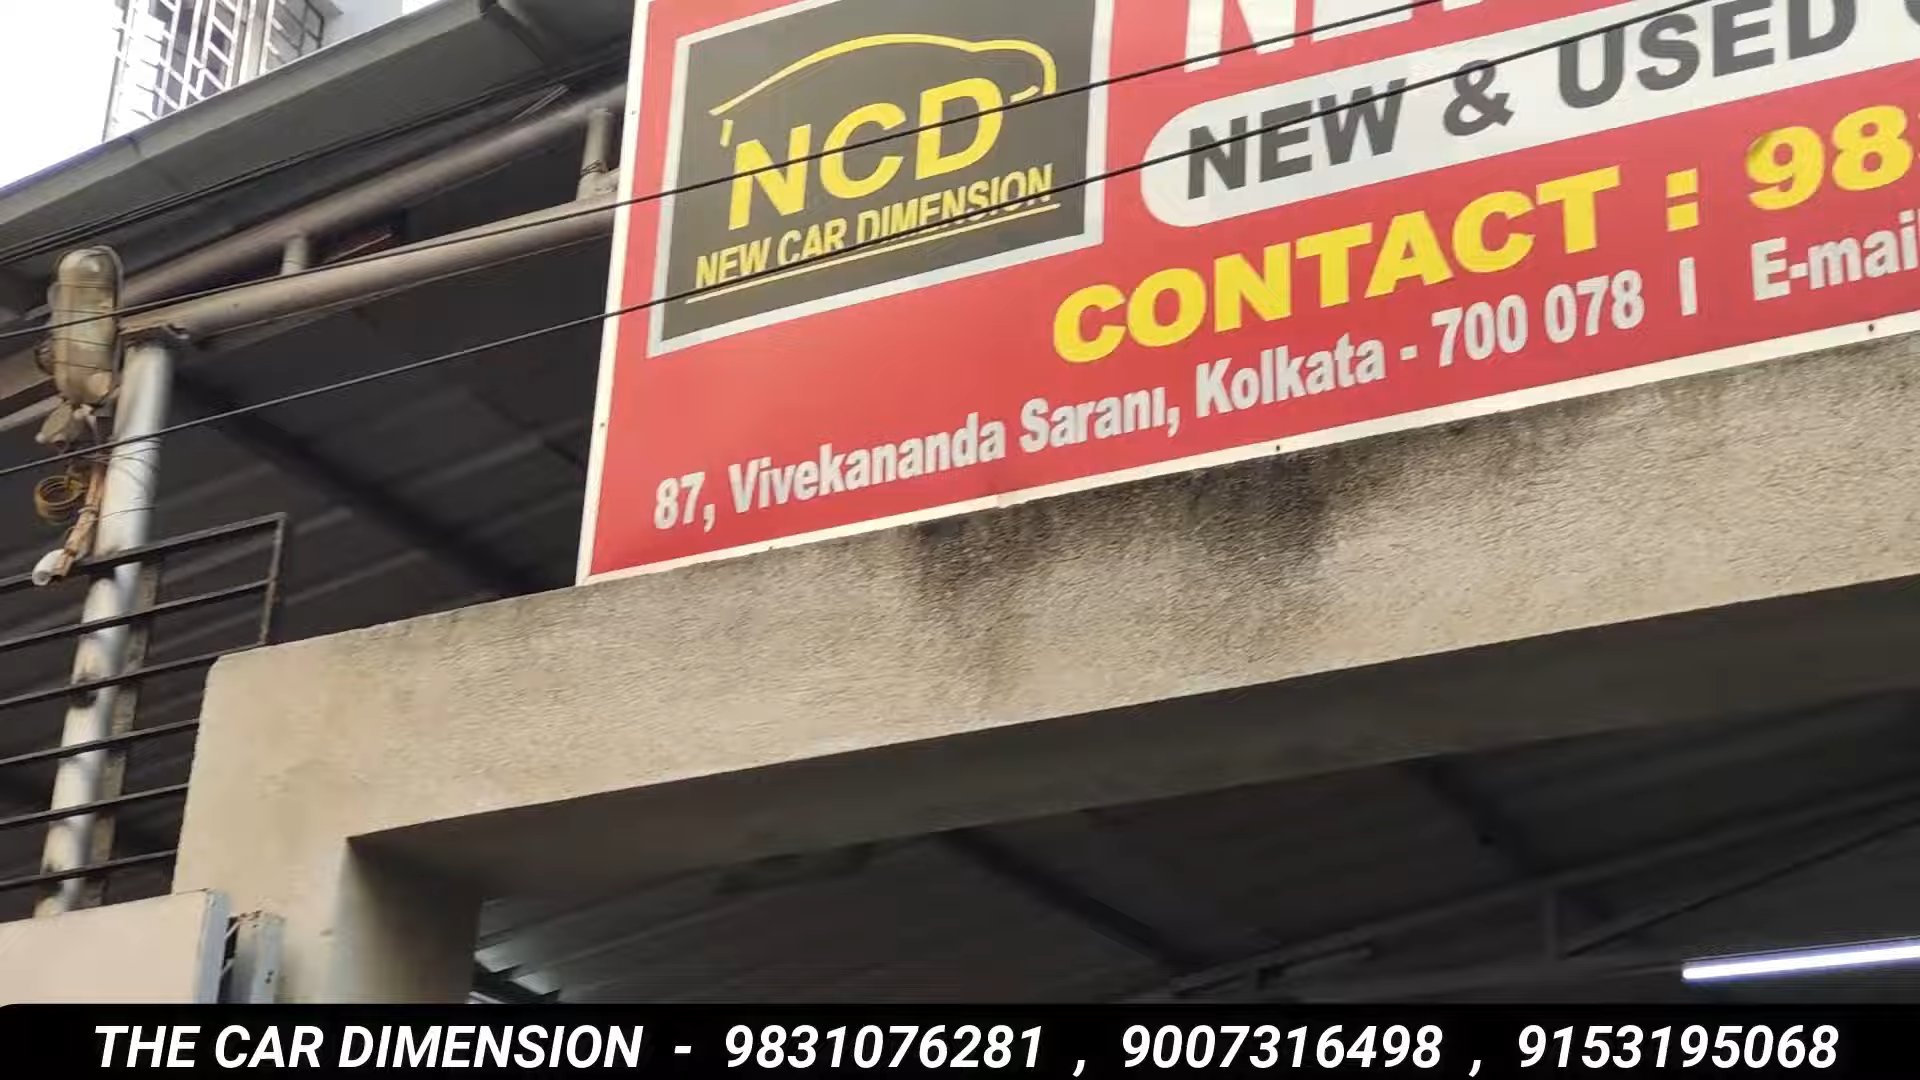 NCD
NEW CAR DIMENSION
NEW & USED
CONTACT : 98
87, Vivekananda Sarani, Kolkata - 700 078 | E-mail
THE CAR DIMENSION - 9831076281 , 9007316498 , 9153195068